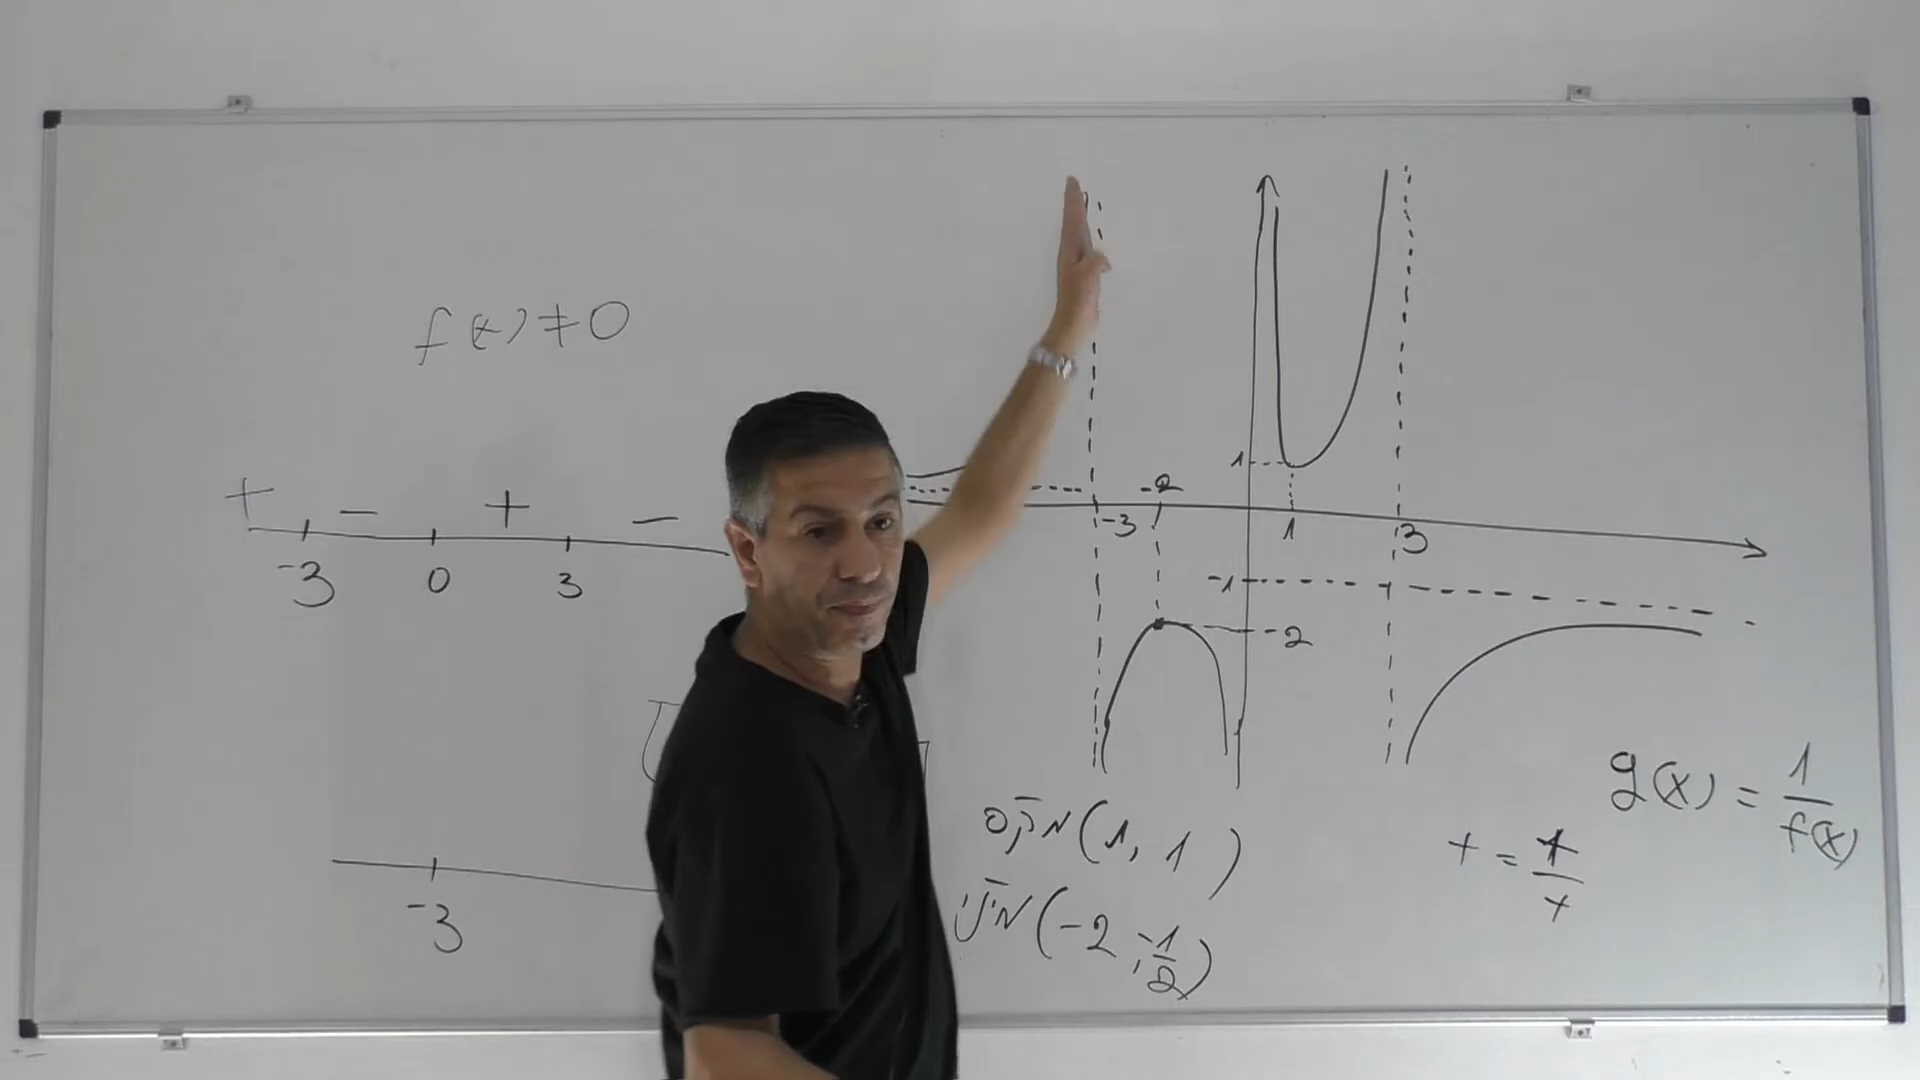 f(x) ≠ 0
+ − + −
-3 0 3
-3
1
-2
-3 1 3
-1
-2
g(x) = 1/f(x)
+ = +/+
מקס (1, 1)
מינ' (-2; -1/2)